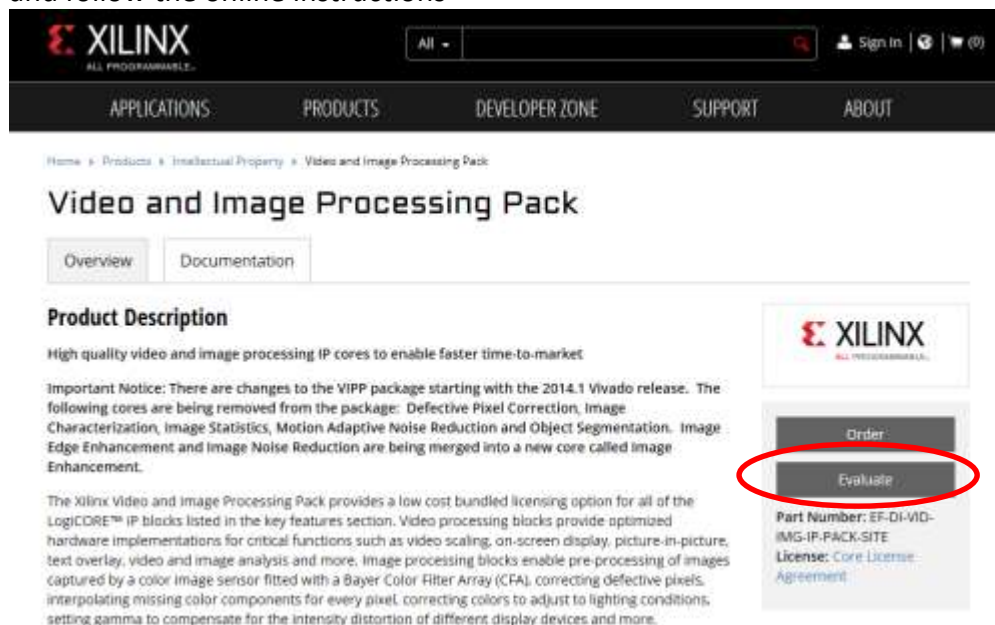 and follow the online instructions
XILINX
ALL PROGRAMMABLE.
All
Sign In | (0)
APPLICATIONS PRODUCTS DEVELOPER ZONE SUPPORT ABOUT
Home Products Intellectual Property Video and Image Processing Pack
Video and Image Processing Pack
Overview Documentation
Product Description
High quality video and image processing IP cores to enable faster time-to-market
Important Notice: There are changes to the VIPP package starting with the 2014.1 Vivado release. The
following cores are being removed from the package: Defective Pixel Correction, Image
Characterization, Image Statistics, Motion Adaptive Noise Reduction and Object Segmentation. Image
Edge Enhancement and Image Noise Reduction are being merged into a new core called Image
Enhancement.
The Xilinx Video and Image Processing Pack provides a low cost bundled licensing option for all of the
LogiCORE™ IP blocks listed in the key features section. Video processing blocks provide optimized
hardware implementations for critical functions such as video scaling, on-screen display, picture-in-picture,
text overlay, video and image analysis and more. Image processing blocks enable pre-processing of images
captured by a color image sensor fitted with a Bayer Color Filter Array (CFA), correcting defective pixels,
interpolating missing color components for every pixel, correcting colors to adjust to lighting conditions,
setting gamma to compensate for the intensity distortion of different display devices and more.
XILINX
ALL PROGRAMMABLE.
Order
Evaluate
Part Number: EF-DI-VID-
IMG-IP-PACK-SITE
License: Core License
Agreement